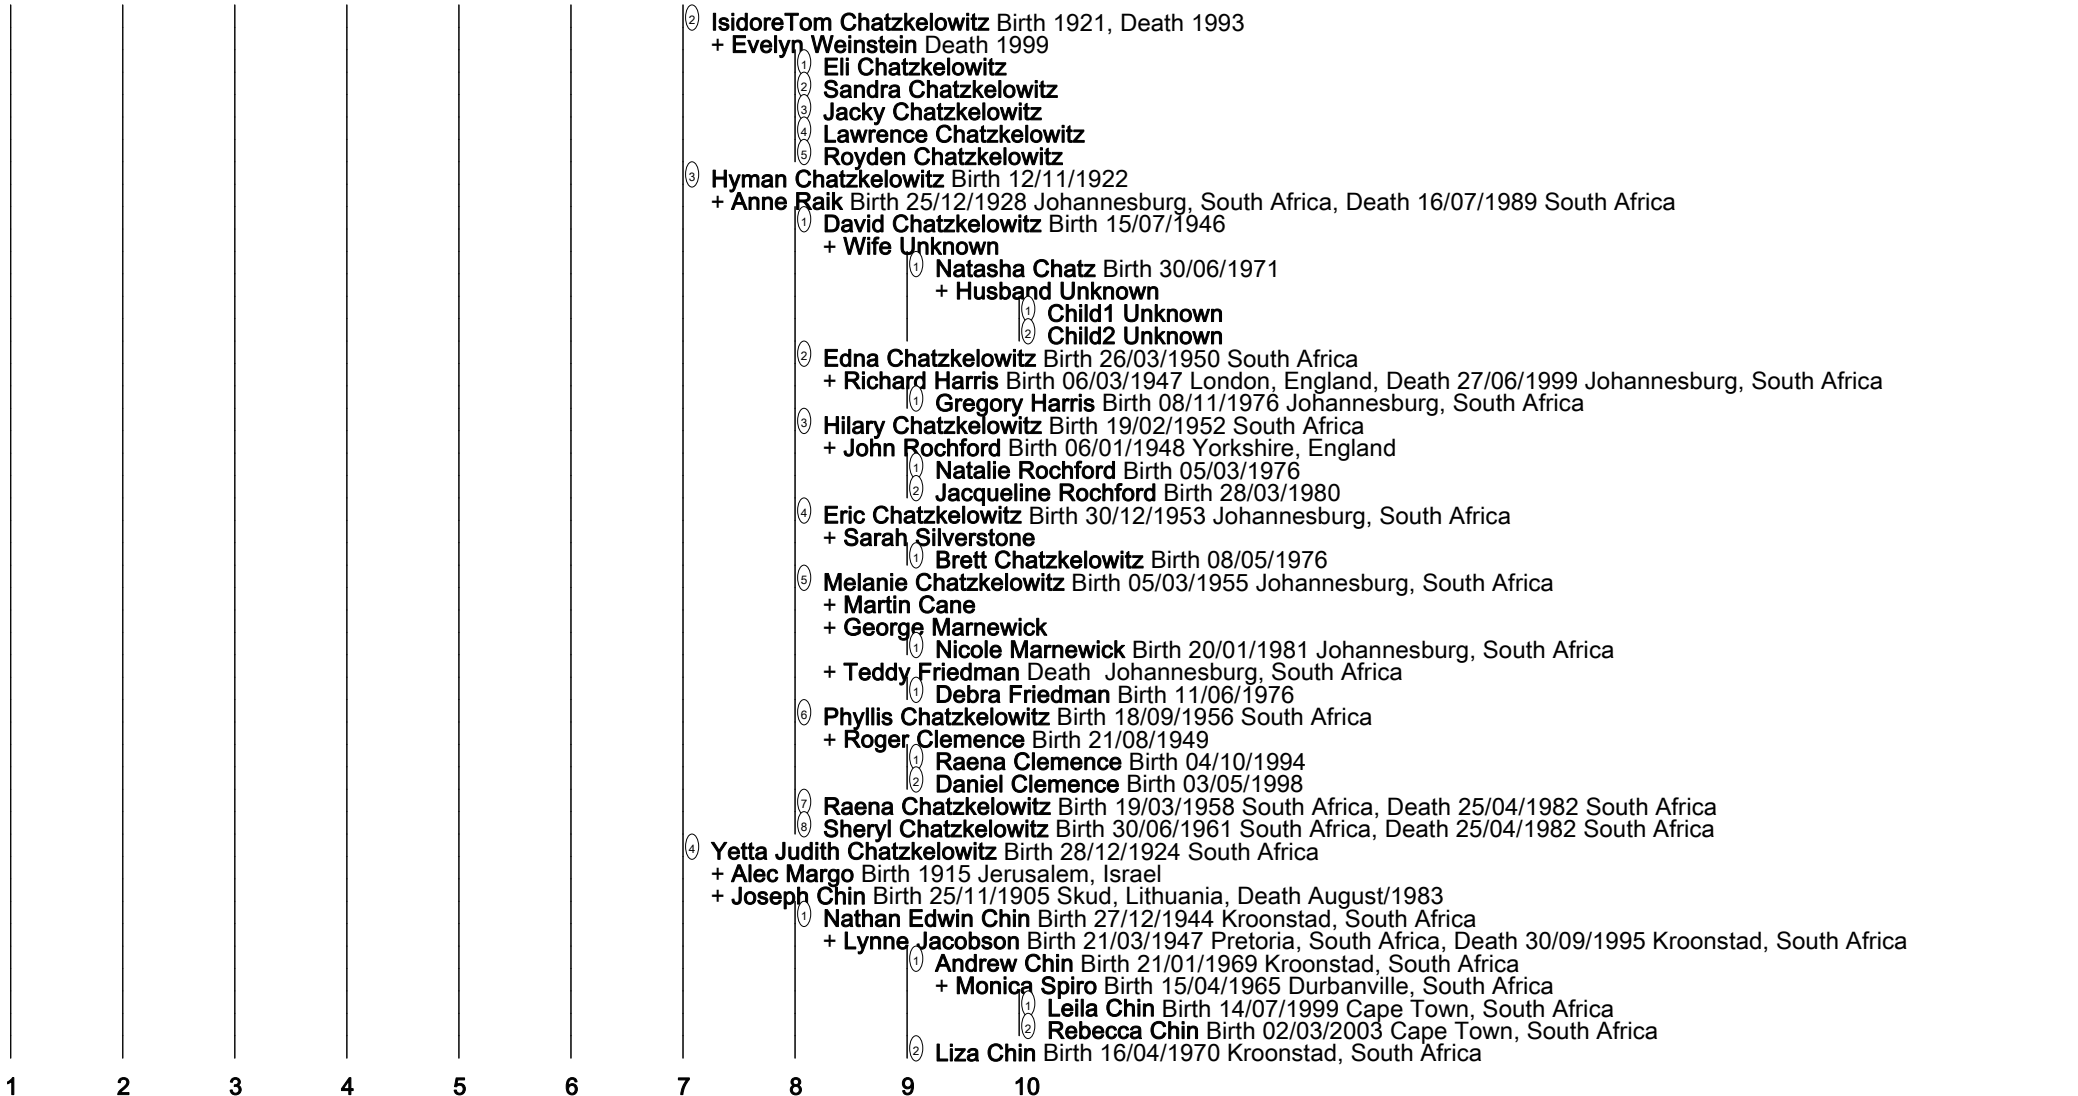 ② IsidoreTom Chatzkelowitz Birth 1921, Death 1993
+ Evelyn Weinstein Death 1999
① Eli Chatzkelowitz
② Sandra Chatzkelowitz
③ Jacky Chatzkelowitz
④ Lawrence Chatzkelowitz
⑤ Royden Chatzkelowitz
③ Hyman Chatzkelowitz Birth 12/11/1922
+ Anne Raik Birth 25/12/1928 Johannesburg, South Africa, Death 16/07/1989 South Africa
① David Chatzkelowitz Birth 15/07/1946
+ Wife Unknown
① Natasha Chatz Birth 30/06/1971
+ Husband Unknown
① Child1 Unknown
② Child2 Unknown
② Edna Chatzkelowitz Birth 26/03/1950 South Africa
+ Richard Harris Birth 06/03/1947 London, England, Death 27/06/1999 Johannesburg, South Africa
① Gregory Harris Birth 08/11/1976 Johannesburg, South Africa
③ Hilary Chatzkelowitz Birth 19/02/1952 South Africa
+ John Rochford Birth 06/01/1948 Yorkshire, England
① Natalie Rochford Birth 05/03/1976
② Jacqueline Rochford Birth 28/03/1980
④ Eric Chatzkelowitz Birth 30/12/1953 Johannesburg, South Africa
+ Sarah Silverstone
① Brett Chatzkelowitz Birth 08/05/1976
⑤ Melanie Chatzkelowitz Birth 05/03/1955 Johannesburg, South Africa
+ Martin Cane
+ George Marnewick
① Nicole Marnewick Birth 20/01/1981 Johannesburg, South Africa
+ Teddy Friedman Death  Johannesburg, South Africa
① Debra Friedman Birth 11/06/1976
⑥ Phyllis Chatzkelowitz Birth 18/09/1956 South Africa
+ Roger Clemence Birth 21/08/1949
① Raena Clemence Birth 04/10/1994
② Daniel Clemence Birth 03/05/1998
⑦ Raena Chatzkelowitz Birth 19/03/1958 South Africa, Death 25/04/1982 South Africa
⑧ Sheryl Chatzkelowitz Birth 30/06/1961 South Africa, Death 25/04/1982 South Africa
④ Yetta Judith Chatzkelowitz Birth 28/12/1924 South Africa
+ Alec Margo Birth 1915 Jerusalem, Israel
+ Joseph Chin Birth 25/11/1905 Skud, Lithuania, Death August/1983
① Nathan Edwin Chin Birth 27/12/1944 Kroonstad, South Africa
+ Lynne Jacobson Birth 21/03/1947 Pretoria, South Africa, Death 30/09/1995 Kroonstad, South Africa
① Andrew Chin Birth 21/01/1969 Kroonstad, South Africa
+ Monica Spiro Birth 15/04/1965 Durbanville, South Africa
① Leila Chin Birth 14/07/1999 Cape Town, South Africa
② Rebecca Chin Birth 02/03/2003 Cape Town, South Africa
② Liza Chin Birth 16/04/1970 Kroonstad, South Africa
1 2 3 4 5 6 7 8 9 10